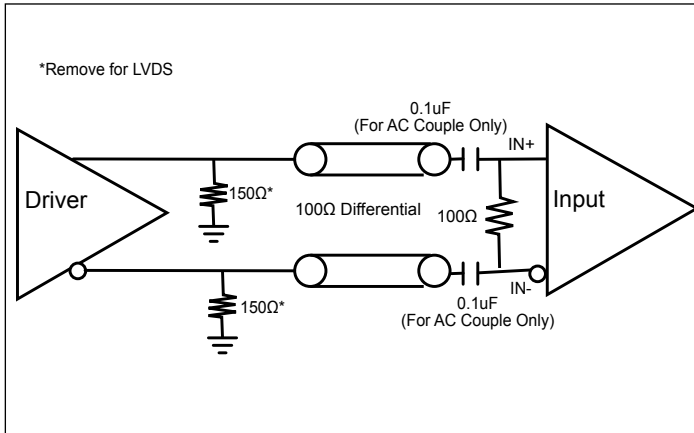 *Remove for LVDS
0.1uF
(For AC Couple Only)
IN+
Driver
150Ω*
100Ω Differential
100Ω
Input
IN-
150Ω*
0.1uF
(For AC Couple Only)